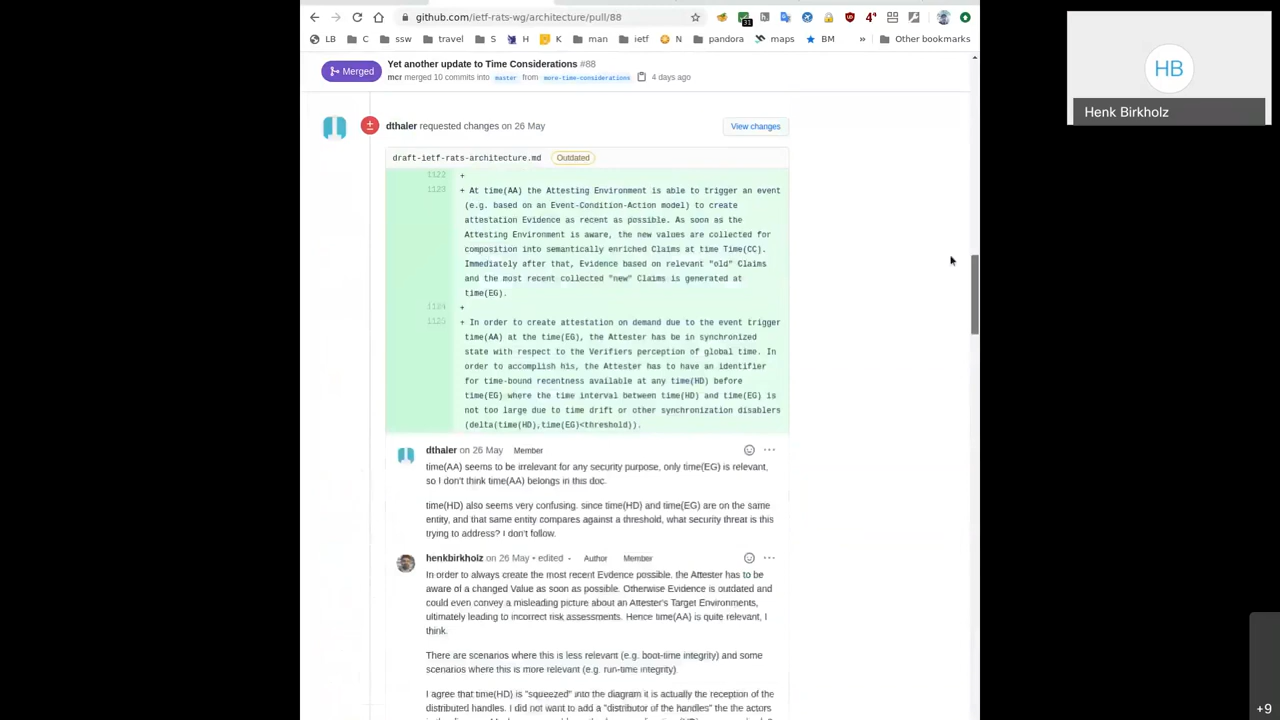 github.com/ietf-rats-wg/architecture/pull/88
LB C ssw travel S H K man ietf N pandora maps BM » Other bookmarks
Merged
Yet another update to Time Considerations #88
mcr merged 10 commits into master from more-time-considerations 4 days ago
dthaler requested changes on 26 May
View changes
draft-ietf-rats-architecture.md Outdated
1122 +
1123 + At time(AA) the Attesting Environment is able to trigger an event
(e.g. based on an Event-Condition-Action model) to create
attestation Evidence as recent as possible. As soon as the
Attesting Environment is aware, the new values are collected for
composition into semantically enriched Claims at time Time(CC).
Immediately after that, Evidence based on relevant "old" Claims
and the most recent collected "new" Claims is generated at
time(EG).
1124 +
1125 + In order to create attestation on demand due to the event trigger
time(AA) at the time(EG), the Attester has be in synchronized
state with respect to the Verifiers perception of global time. In
order to accomplish his, the Attester has to have an identifier
for time-bound recentness available at any time(HD) before
time(EG) where the time interval between time(HD) and time(EG) is
not too large due to time drift or other synchronization disablers
(delta(time(HD),time(EG)<threshold)).
dthaler on 26 May Member
time(AA) seems to be irrelevant for any security purpose, only time(EG) is relevant,
so I don't think time(AA) belongs in this doc.
time(HD) also seems very confusing. since time(HD) and time(EG) are on the same
entity, and that same entity compares against a threshold, what security threat is this
trying to address? I don't follow.
henkbirkholz on 26 May • edited Author Member
In order to always create the most recent Evdence possible, the Attester has to be
aware of a changed Value as soon as possible. Otherwise Evidence is outdated and
could even convey a misleading picture about an Attester's Target Environments,
ultimately leading to incorrect risk assessments. Hence time(AA) is quite relevant, I
think.
There are scenarios where this is less relevant (e.g. boot-time integrity) and some
scenarios where this is more relevant (e.g. run-time integrity).
I agree that time(HD) is "squeezed" into the diagram it is actually the reception of the
distributed handles. I did not want to add a "distributor of the handles" the the actors
HB
Henk Birkholz
+9